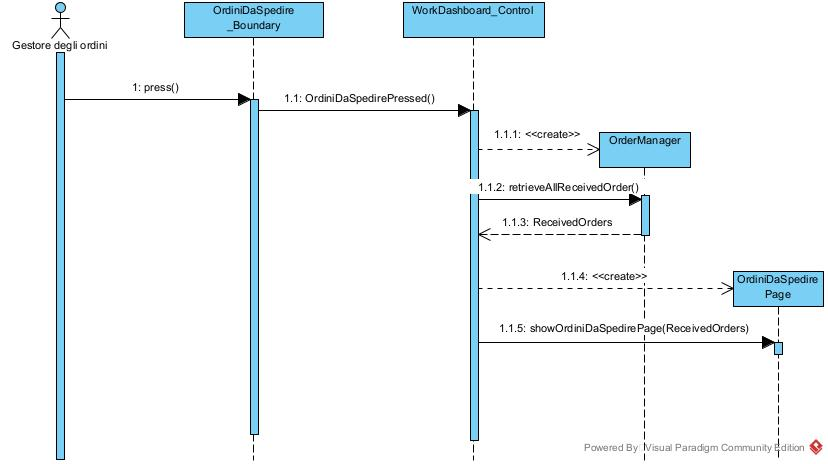 OrdiniDaSpedire
_Boundary
WorkDashboard_Control
Gestore degli ordini
1: press()
1.1: OrdiniDaSpedirePressed()
1.1.1: <<create>>
OrderManager
1.1.2: retrieveAllReceivedOrder()
1.1.3: ReceivedOrders
1.1.4: <<create>>
OrdiniDaSpedire
Page
1.1.5: showOrdiniDaSpedirePage(ReceivedOrders)
Powered By Visual Paradigm Community Edition